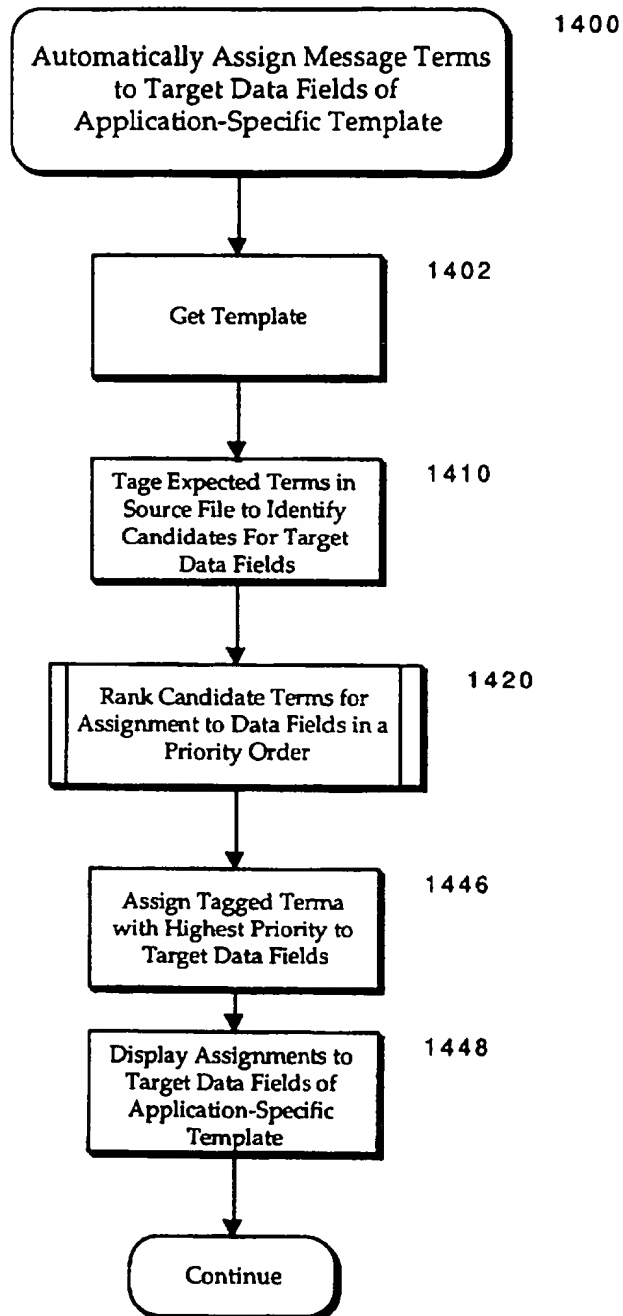 1400
Automatically Assign Message Terms
to Target Data Fields of
Application-Specific Template
1402
Get Template
1410
Tage Expected Terms in
Source File to Identify
Candidates For Target
Data Fields
1420
Rank Candidate Terms for
Assignment to Data Fields in a
Priority Order
1446
Assign Tagged Terma
with Highest Priority to
Target Data Fields
1448
Display Assignments to
Target Data Fields of
Application-Specific
Template
Continue